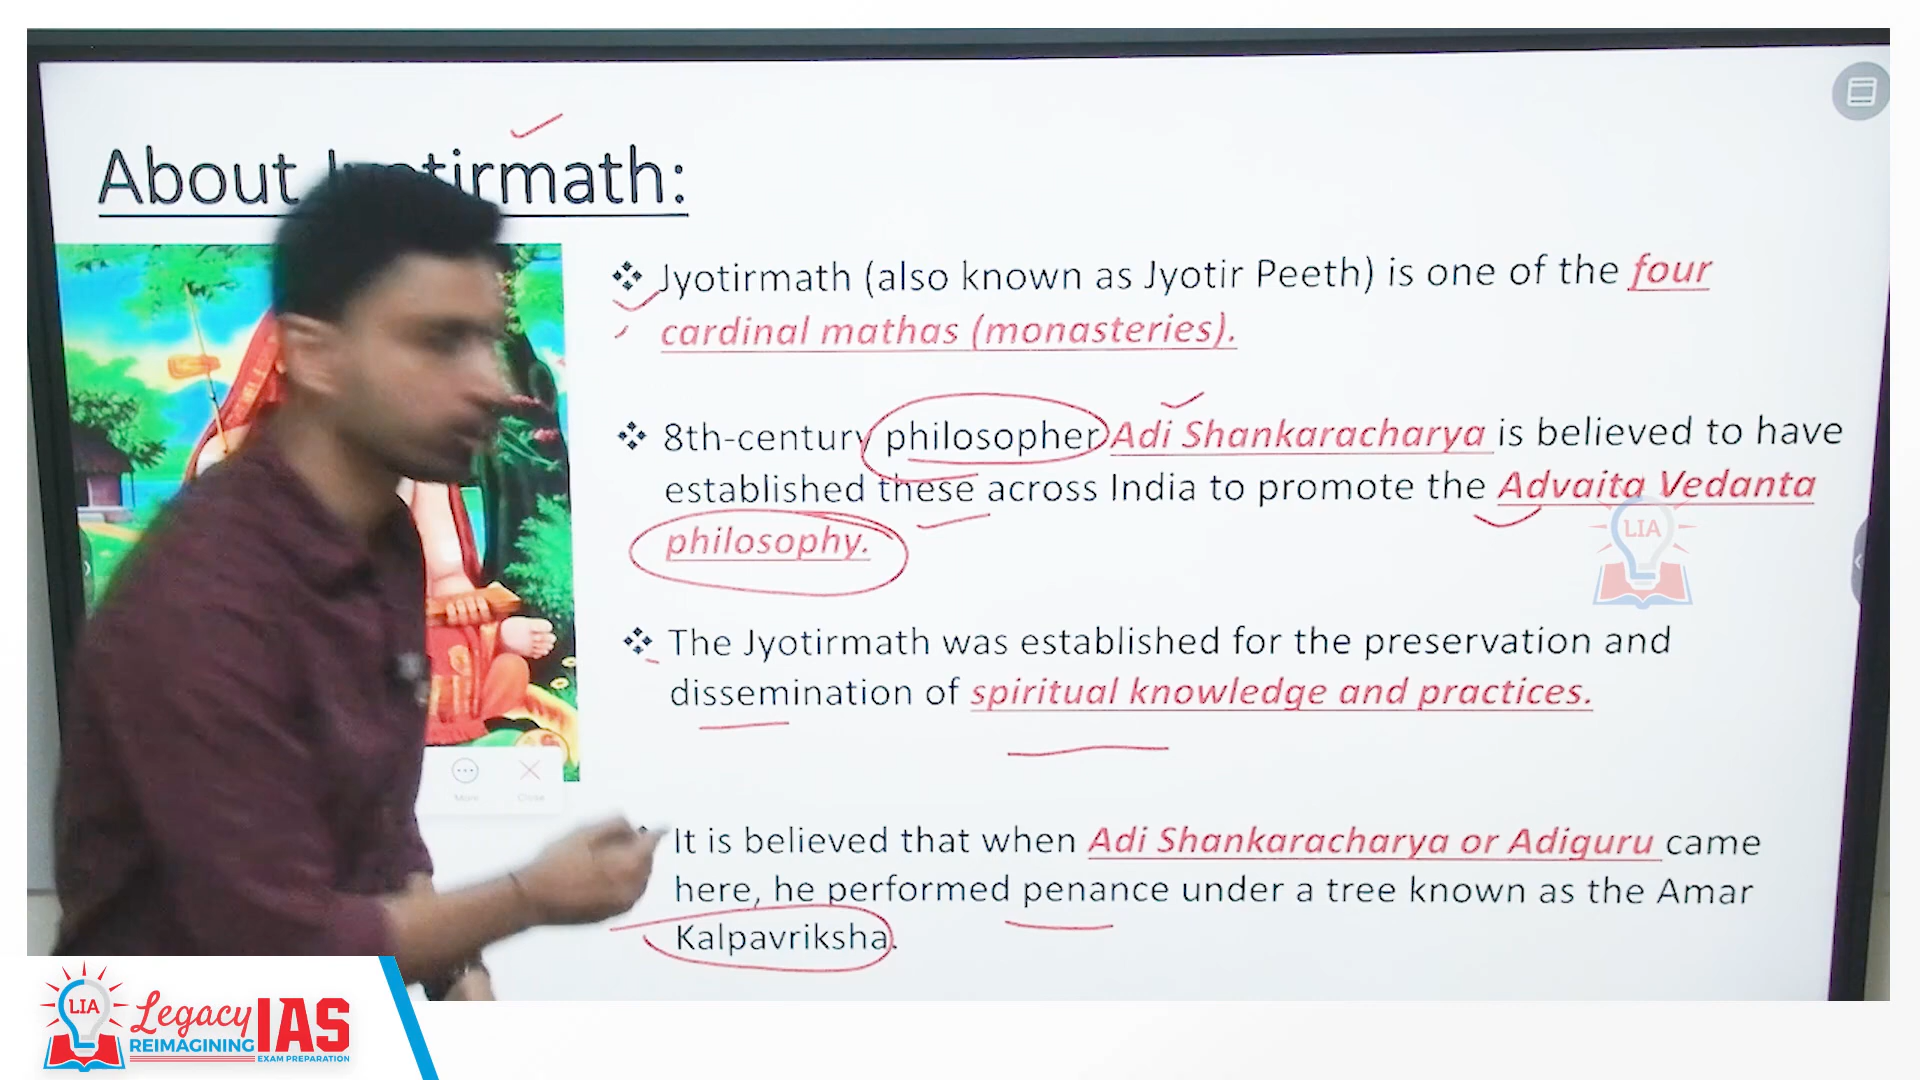 About Jyotirmath:
❖ Jyotirmath (also known as Jyotir Peeth) is one of the four
cardinal mathas (monasteries).
❖ 8th-century philosopher Adi Shankaracharya is believed to have
established these across India to promote the Advaita Vedanta
philosophy.
LIA
❖ The Jyotirmath was established for the preservation and
dissemination of spiritual knowledge and practices.
More Close
It is believed that when Adi Shankaracharya or Adiguru came
here, he performed penance under a tree known as the Amar
Kalpavriksha.
LIA
Legacy IAS
REIMAGINING
EXAM PREPARATION